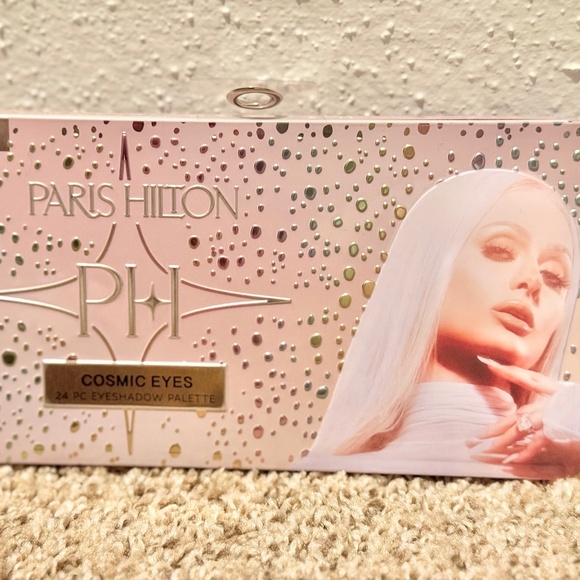 PARIS HILTON
PH
COSMIC EYES
24 PC EYESHADOW PALETTE